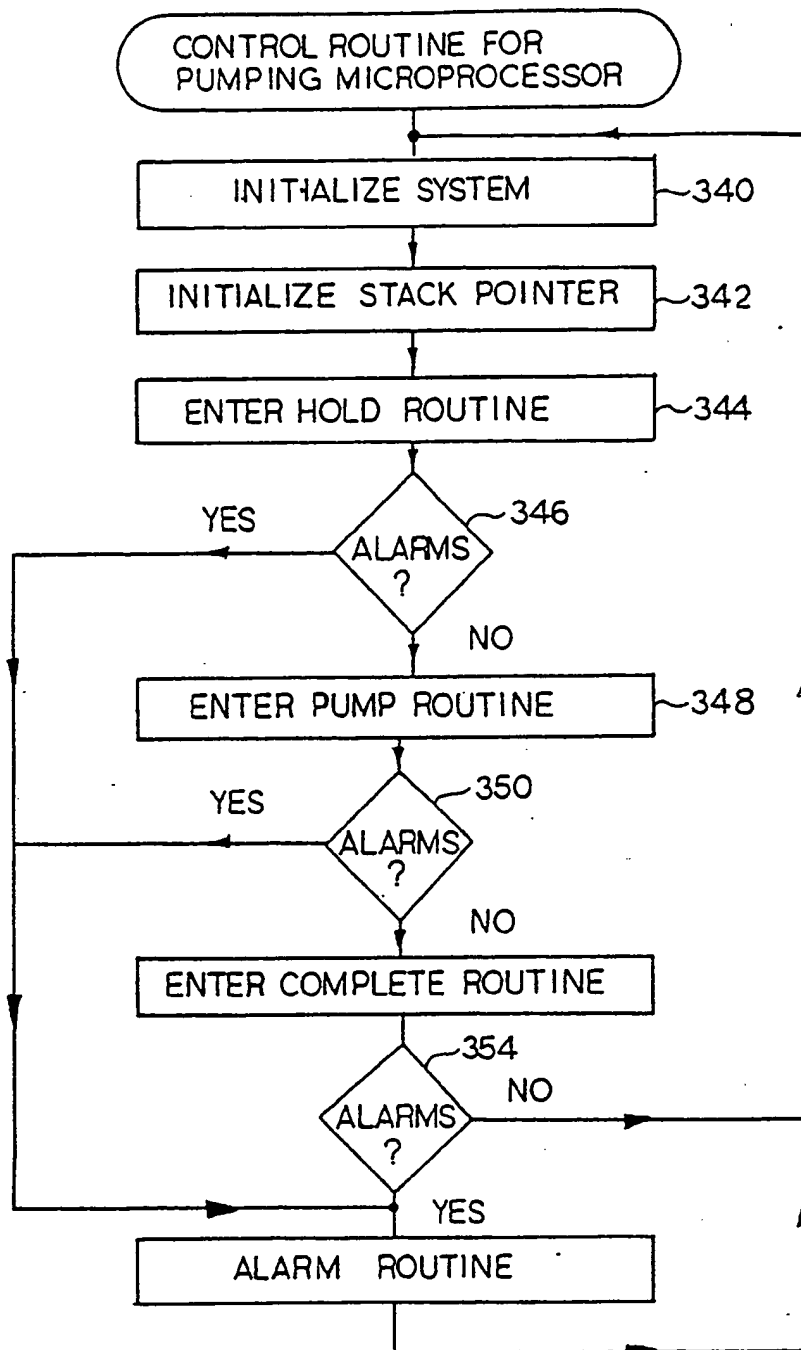 CONTROL ROUTINE FOR
PUMPING MICROPROCESSOR
INITIALIZE SYSTEM
340
INITIALIZE STACK POINTER
342
ENTER HOLD ROUTINE
344
346
YES
ALARMS
?
NO
ENTER PUMP ROUTINE
348
350
YES
ALARMS
?
NO
ENTER COMPLETE ROUTINE
354
NO
ALARMS
?
YES
ALARM ROUTINE